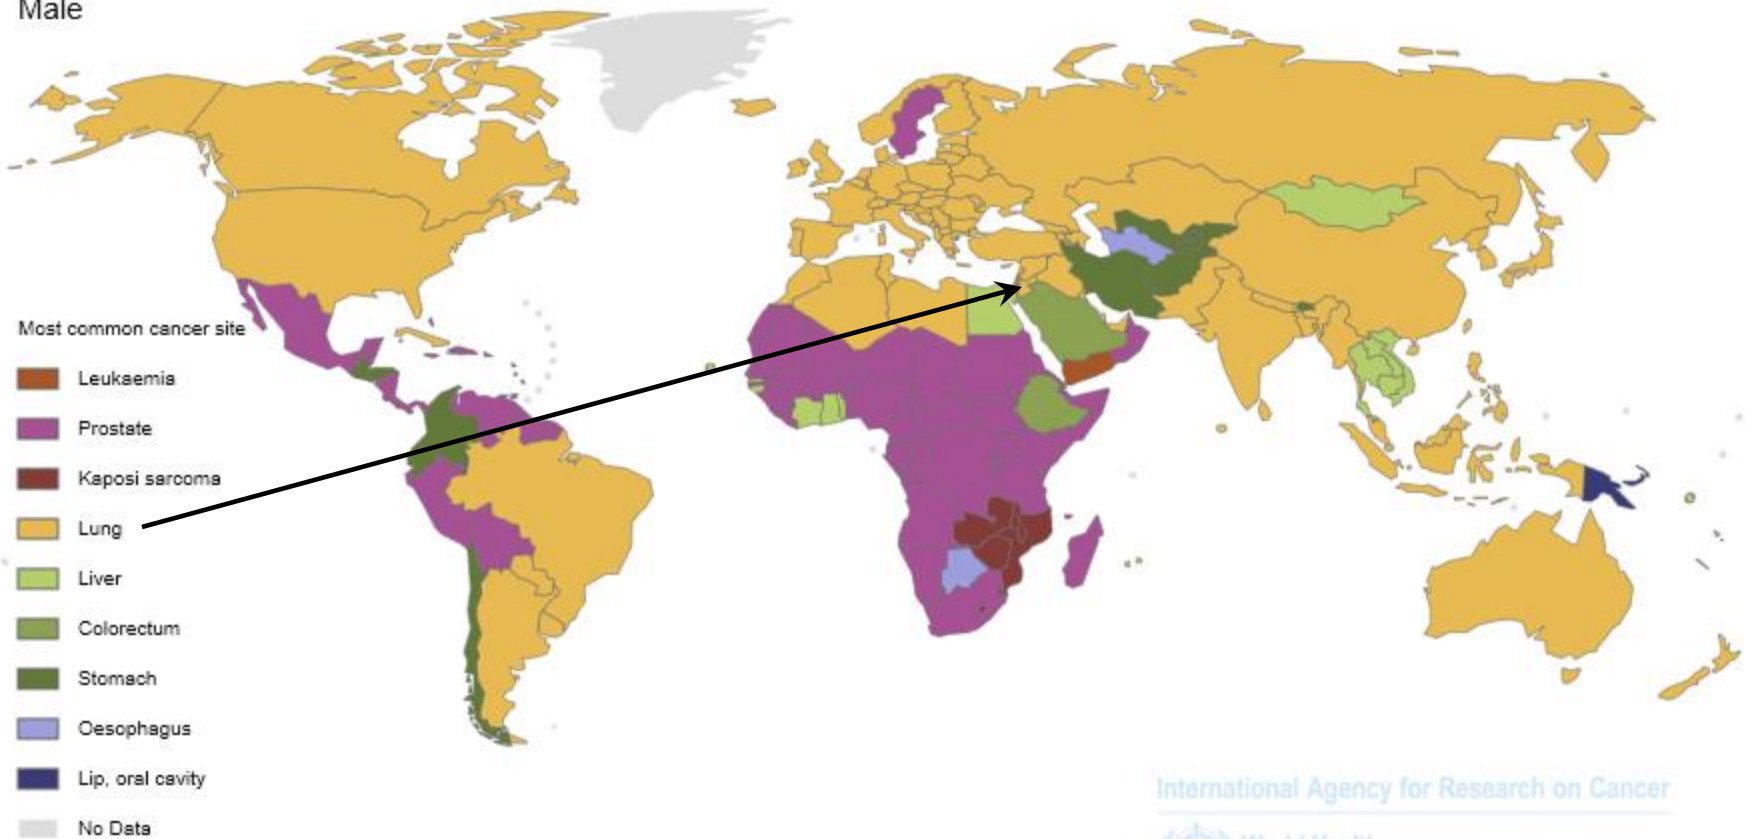 Male
Most common cancer site
Leukaemia
Prostate
Kaposi sarcoma
Lung
Liver
Colorectum
Stomach
Oesophagus
Lip, oral cavity
No Data
International Agency for Research on Cancer